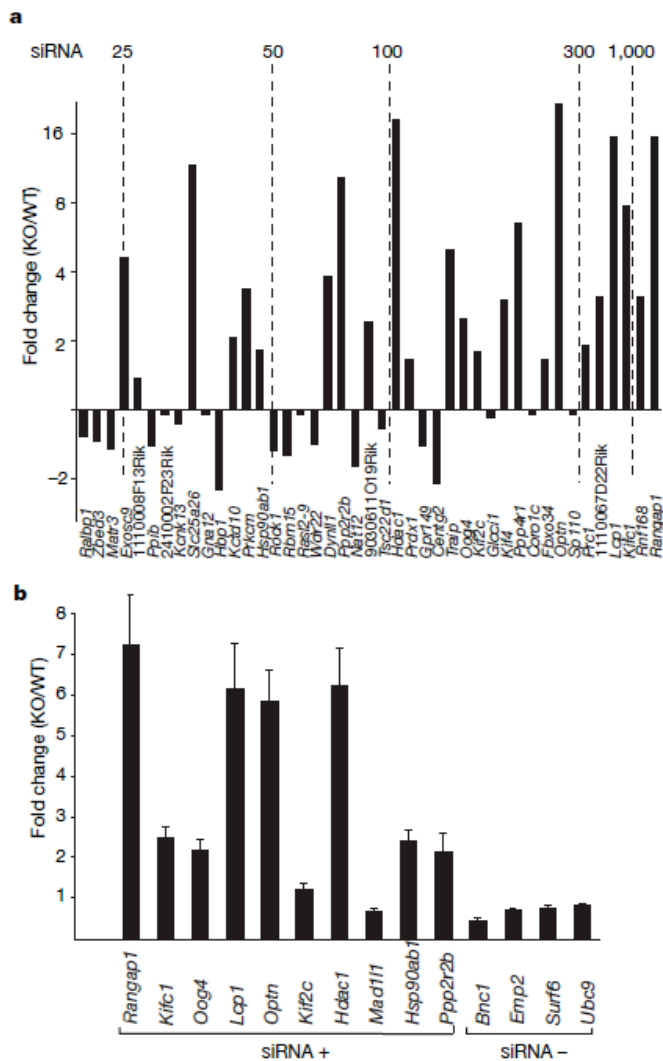 a
siRNA 25 50 100 300 1,000
Fold change (KO/WT)
16
8
4
2
−2
Ralbp1
Zbed3
Matr3
Exosc9
1110008F13Rik
Ppib
2410002F23Rik
Kcnk13
Slc25a26
Gna12
Hbp1
Kctd10
Prkcm
Hsp90ab1
Rock1
Rbm15
Rasl2-9
Wdr22
Dynll1
Ppp2r2b
Nat12
9030611O19Rik
Tsc22d1
Hdac1
Prdx1
Gpr149
Centg2
Traip
Oog4
Kif2c
Glcci1
Kif4
Ppp4r1
Coro1c
Fbxo34
Optn
Sp110
Prc1
1110067D22Rik
Lcp1
Kifc1
Rnf168
Rangap1
b
Fold change (KO/WT)
8
7
6
5
4
3
2
1
Rangap1
Kifc1
Oog4
Lcp1
Optn
Kif2c
Hdac1
Mad1l1
Hsp90ab1
Ppp2r2b
Bnc1
Emp2
Surf6
Ubc9
siRNA + siRNA −